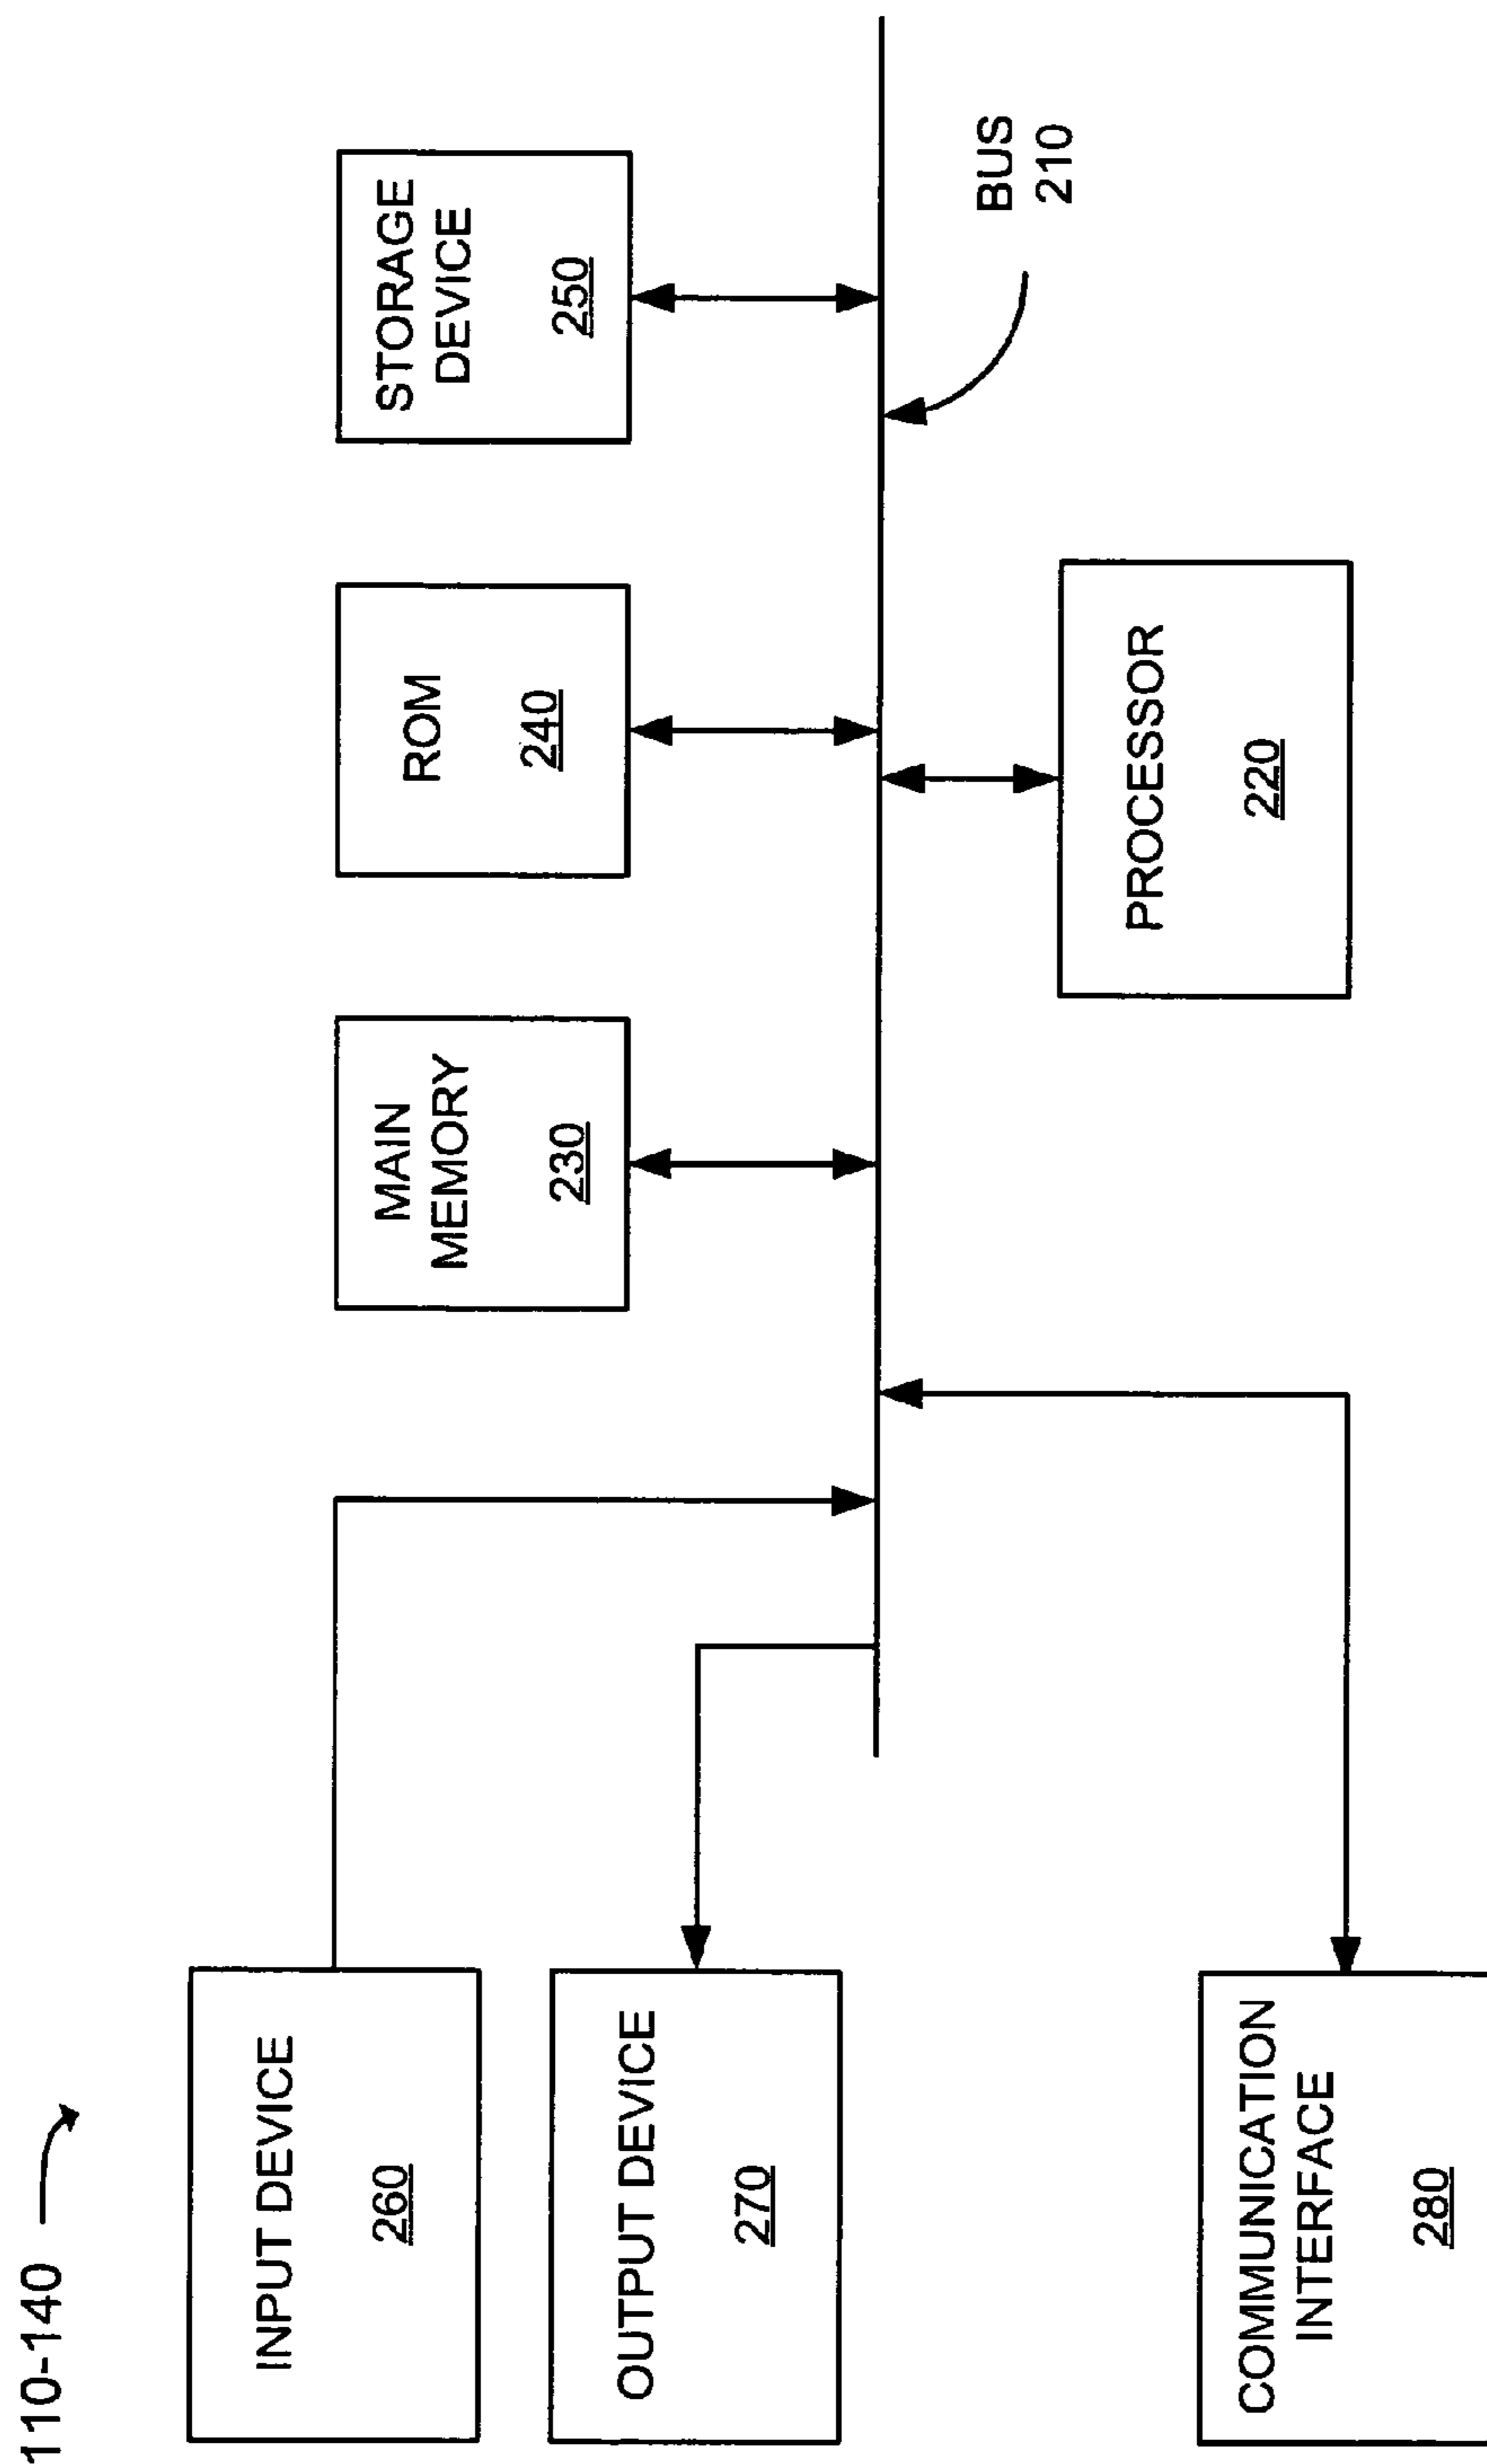 110-140
INPUT DEVICE
260
OUTPUT DEVICE
270
COMMUNICATION
INTERFACE
280
MAIN
MEMORY
230
ROM
240
STORAGE
DEVICE
250
PROCESSOR
220
BUS
210